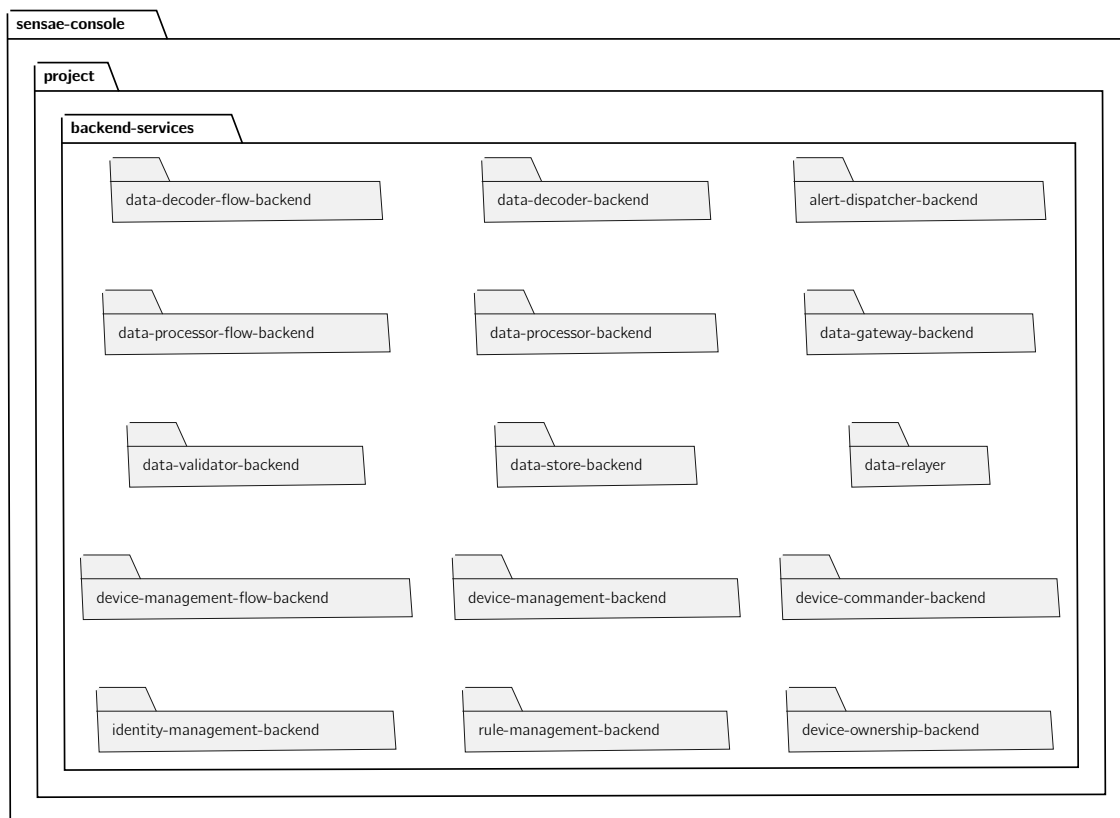 sensae-console
project
backend-services
data-decoder-flow-backend
data-decoder-backend
alert-dispatcher-backend
data-processor-flow-backend
data-processor-backend
data-gateway-backend
data-validator-backend
data-store-backend
data-relayer
device-management-flow-backend
device-management-backend
device-commander-backend
identity-management-backend
rule-management-backend
device-ownership-backend